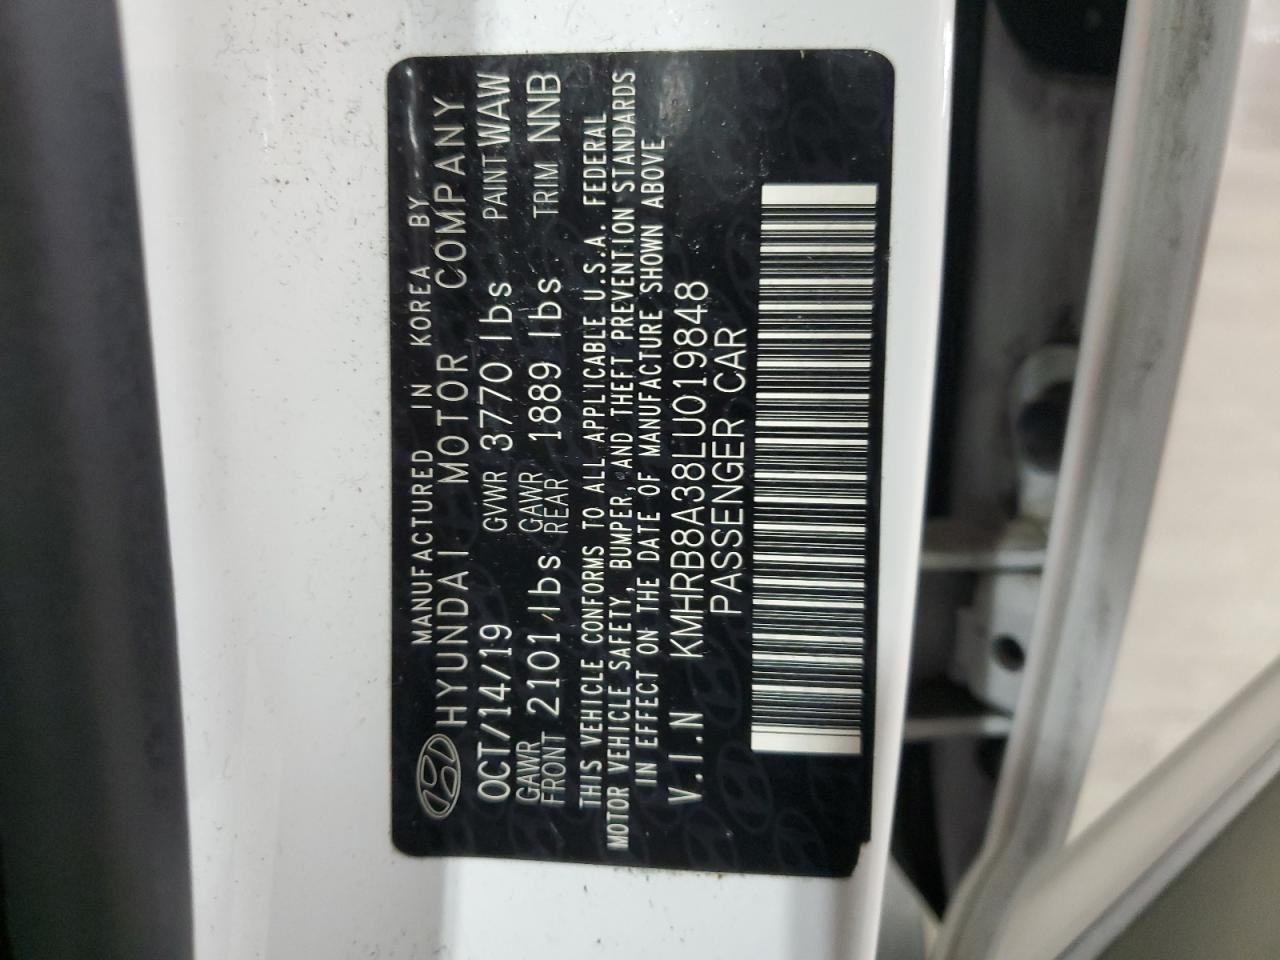 MANUFACTURED IN KOREA BY
HYUNDAI MOTOR COMPANY
OCT/14/19 GVWR 3770 lbs PAINT WAW
GAWR FRONT 2101 lbs GAWR REAR 1889 lbs TRIM NNB
THIS VEHICLE CONFORMS TO ALL APPLICABLE U.S.A. FEDERAL
MOTOR VEHICLE SAFETY, BUMPER, AND THEFT PREVENTION STANDARDS
IN EFFECT ON THE DATE OF MANUFACTURE SHOWN ABOVE
V.I.N KMHRB8A38LU019848
PASSENGER CAR